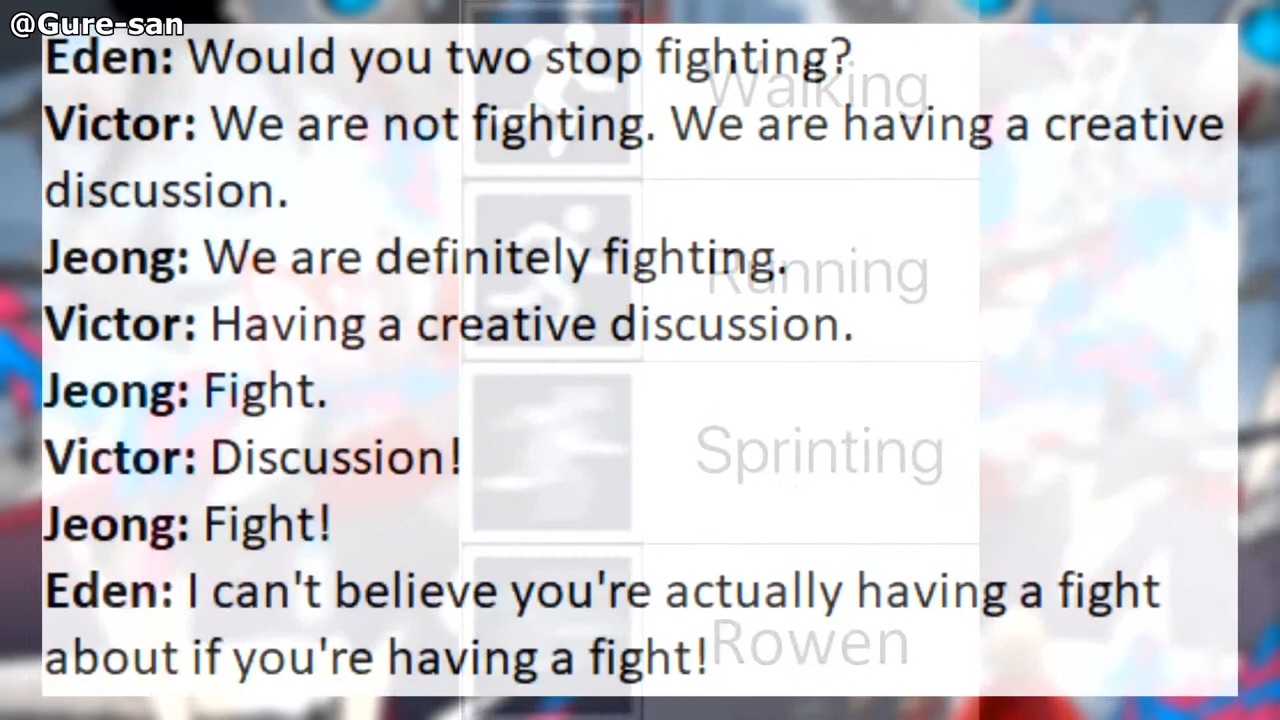 @Gure-san
Eden: Would you two stop fighting?
Walking
Victor: We are not fighting. We are having a creative
discussion.
Jeong: We are definitely fighting.
Running
Victor: Having a creative discussion.
Jeong: Fight.
Victor: Discussion!
Sprinting
Jeong: Fight!
Eden: I can't believe you're actually having a fight
about if you're having a fight!
Rowen